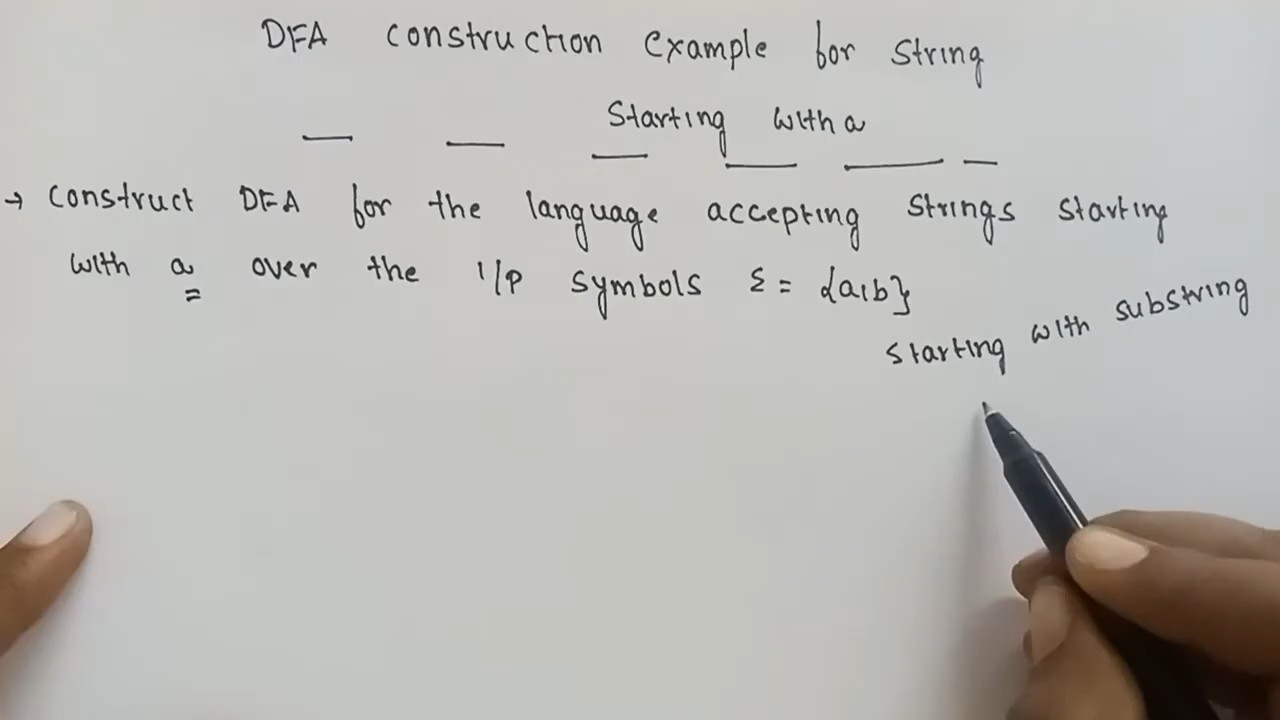 DFA construction Example for String
Starting with a
→ construct DFA for the language accepting strings starting
with a over the I/P symbols Σ = {a,b}
starting with substring